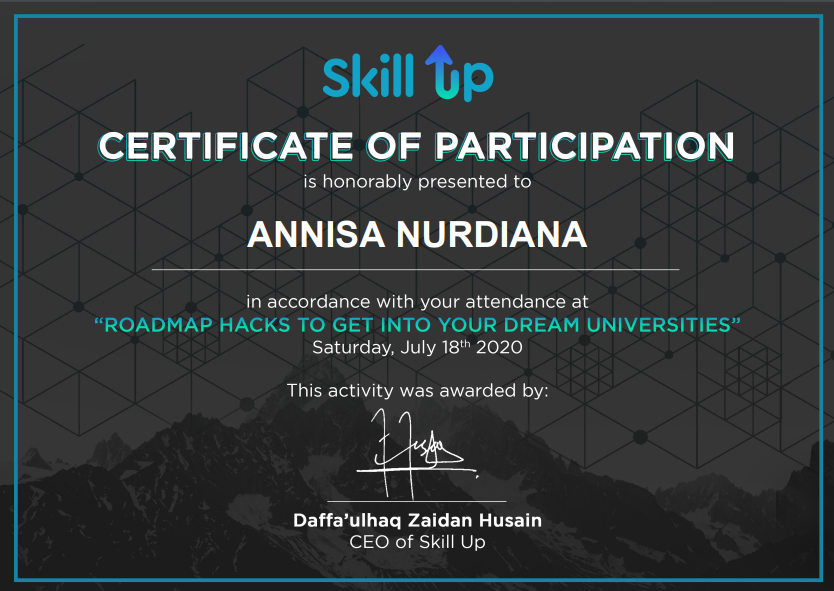 Skill Up
CERTIFICATE OF PARTICIPATION
is honorably presented to
ANNISA NURDIANA
in accordance with your attendance at
“ROADMAP HACKS TO GET INTO YOUR DREAM UNIVERSITIES”
Saturday, July 18th 2020
This activity was awarded by:
Daffa’ulhaq Zaidan Husain
CEO of Skill Up